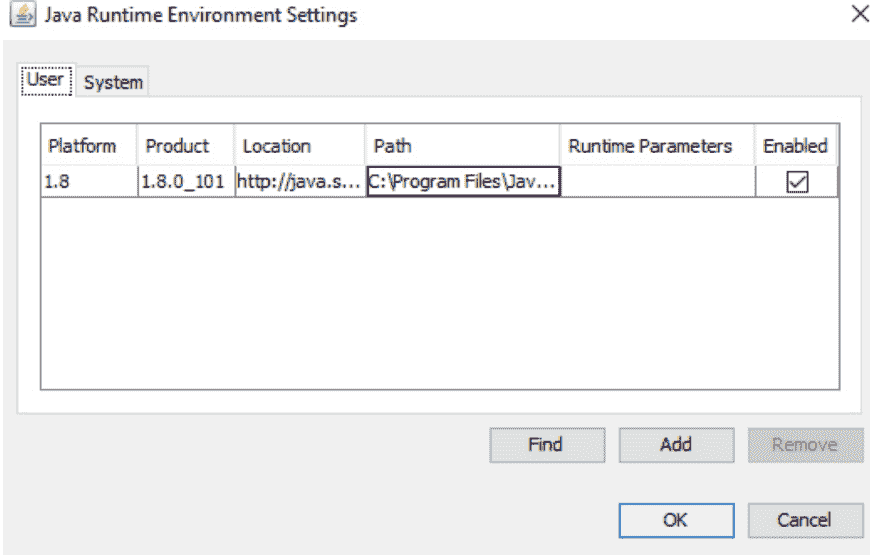 Java Runtime Environment Settings
User System
Platform Product Location Path Runtime Parameters Enabled
1.8 1.8.0_101 http://java.s... C:\Program Files\Jav...
Find Add Remove
OK Cancel